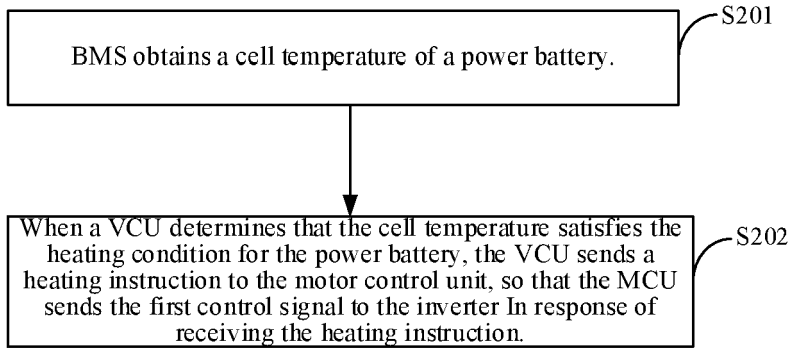 S201
BMS obtains a cell temperature of a power battery.
When a VCU determines that the cell temperature satisfies the
heating condition for the power battery, the VCU sends a
heating instruction to the motor control unit, so that the MCU
sends the first control signal to the inverter In response of
receiving the heating instruction.
S202